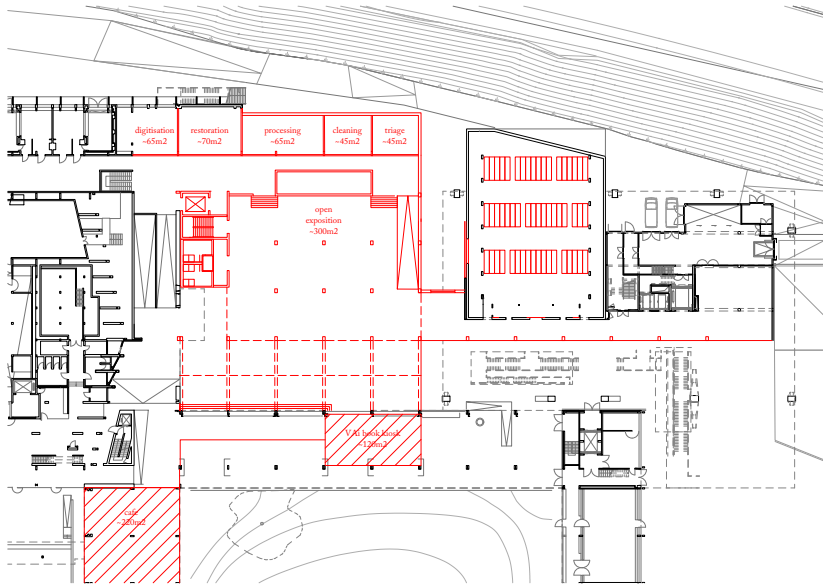 digitisation
~65m2
restoration
~70m2
processing
~65m2
cleaning
~45m2
triage
~45m2
open
exposition
~300m2
VAi book kiosk
~120m2
cafe
~220m2